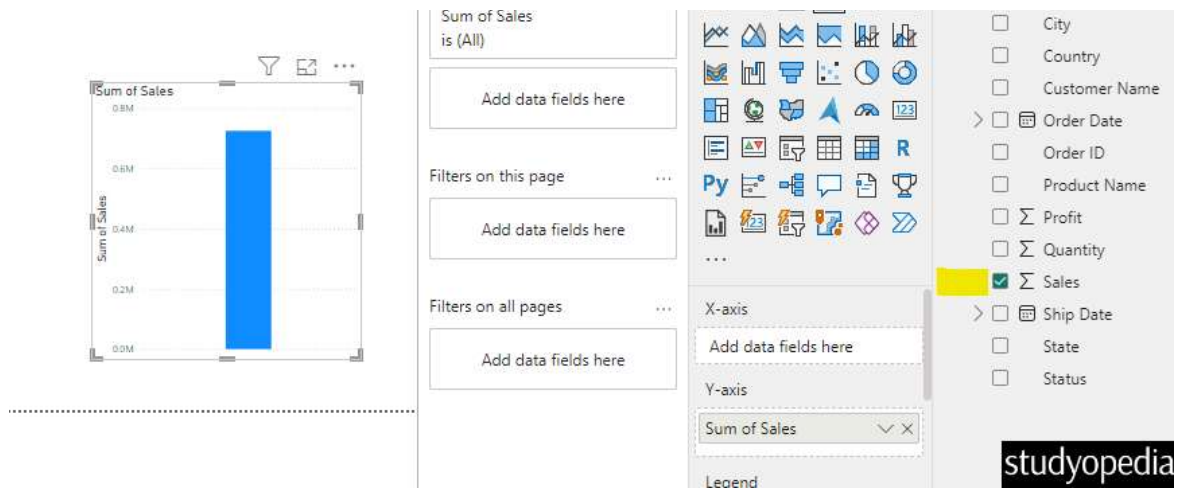 Sum of Sales
0.8M
0.6M
0.4M
0.2M
0.0M
Sum of Sales
Sum of Sales
is (All)
Add data fields here
Filters on this page
...
Add data fields here
Filters on all pages
...
Add data fields here
123
R
Py
123
...
X-axis
Add data fields here
Y-axis
Sum of Sales
Legend
City
Country
Customer Name
Order Date
Order ID
Product Name
Σ Profit
Σ Quantity
Σ Sales
Ship Date
State
Status
studyopedia